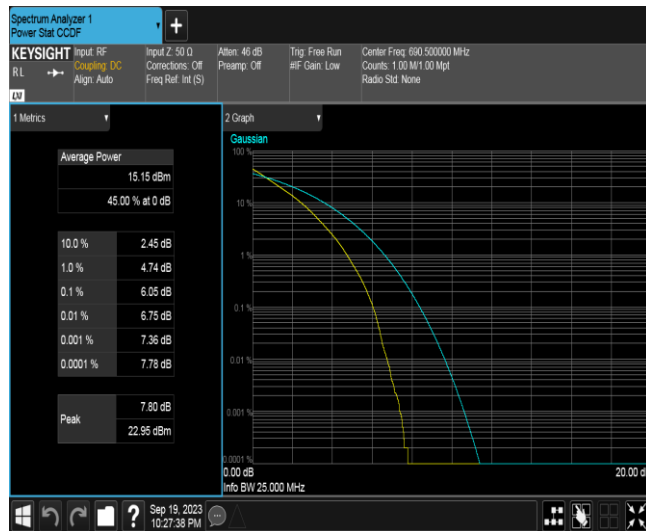 Spectrum Analyzer 1
Power Stat CCDF
+
KEYSIGHT
RL
LXI
Input: RF
Coupling: DC
Align: Auto
Input Z: 50 Ω
Corrections: Off
Freq Ref: Int (S)
Atten: 46 dB
Preamp: Off
Trig: Free Run
#IF Gain: Low
Center Freq: 690.500000 MHz
Counts: 1.00 M/1.00 Mpt
Radio Std: None
1 Metrics
Average Power
15.15 dBm
45.00 % at 0 dB
10.0 % 2.45 dB
1.0 % 4.74 dB
0.1 % 6.05 dB
0.01 % 6.75 dB
0.001 % 7.36 dB
0.0001 % 7.78 dB
Peak
7.80 dB
22.95 dBm
2 Graph
Gaussian
100 %
10 %
1 %
0.1 %
0.01 %
0.001 %
0.0001 %
0.00 dB
20.00 d
Info BW 25.000 MHz
?
Sep 19, 2023
10:27:38 PM